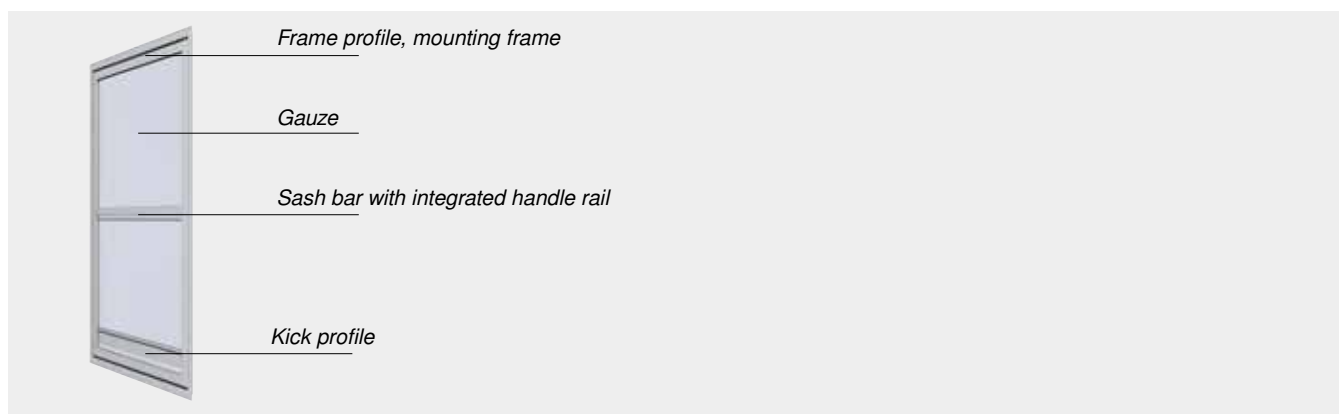 Frame profile, mounting frame
Gauze
Sash bar with integrated handle rail
Kick profile